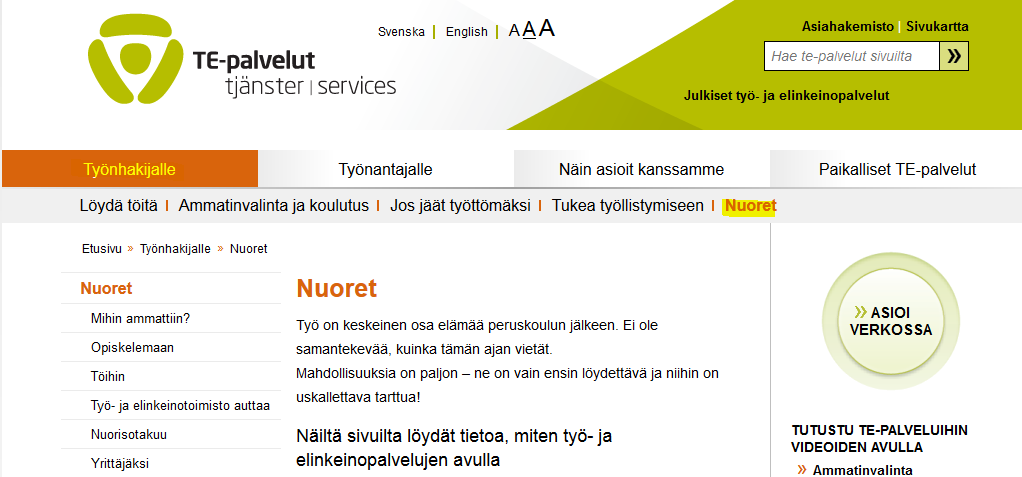 TE-palvelut
tjänster | services
Svenska | English | A A A
Asiahakemisto | Sivukartta
Hae te-palvelut sivuilta »
Julkiset työ- ja elinkeinopalvelut
Työnhakijalle Työnantajalle Näin asioit kanssamme Paikalliset TE-palvelut
Löydä töitä | Ammatinvalinta ja koulutus | Jos jäät työttömäksi | Tukea työllistymiseen | Nuoret
Etusivu » Työnhakijalle » Nuoret
Nuoret
Mihin ammattiin?
Opiskelemaan
Töihin
Työ- ja elinkeinotoimisto auttaa
Nuorisotakuu
Yrittäjäksi
Nuoret
Työ on keskeinen osa elämää peruskoulun jälkeen. Ei ole
samantekevää, kuinka tämän ajan vietät.
Mahdollisuuksia on paljon – ne on vain ensin löydettävä ja niihin on
uskallettava tarttua!
Näiltä sivuilta löydät tietoa, miten työ- ja
elinkeinopalvelujen avulla
» ASIOI
VERKOSSA
TUTUSTU TE-PALVELUIHIN
VIDEOIDEN AVULLA
» Ammatinvalinta